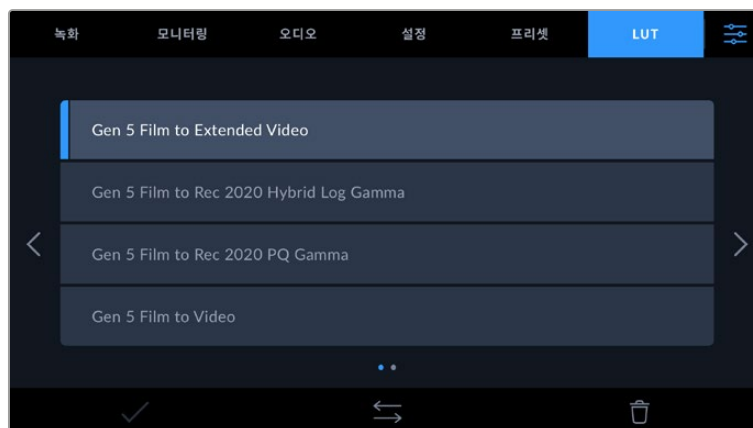 녹화 모니터링 오디오 설정 프리셋 LUT
Gen 5 Film to Extended Video
Gen 5 Film to Rec 2020 Hybrid Log Gamma
Gen 5 Film to Rec 2020 PQ Gamma
Gen 5 Film to Video